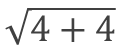 √(4 + 4)